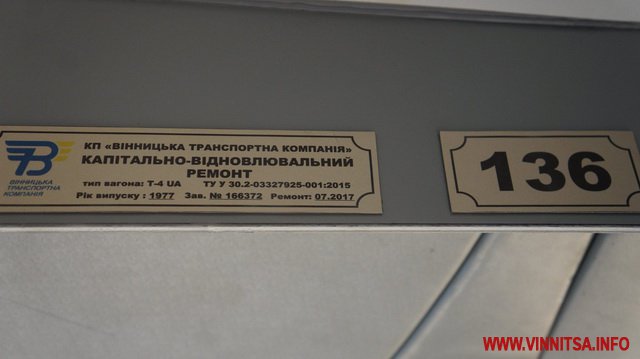 КП «ВІННИЦЬКА ТРАНСПОРТНА КОМПАНІЯ»
КАПІТАЛЬНО-ВІДНОВЛЮВАЛЬНИЙ
РЕМОНТ
тип вагона: Т-4 UA ТУ У 30.2-03327925-001:2015
Рік випуску : 1977 Зав. № 166372 Ремонт: 07.2017
ВІННИЦЬКА
ТРАНСПОРТНА
КОМПАНІЯ
136
WWW.VINNITSA.INFO